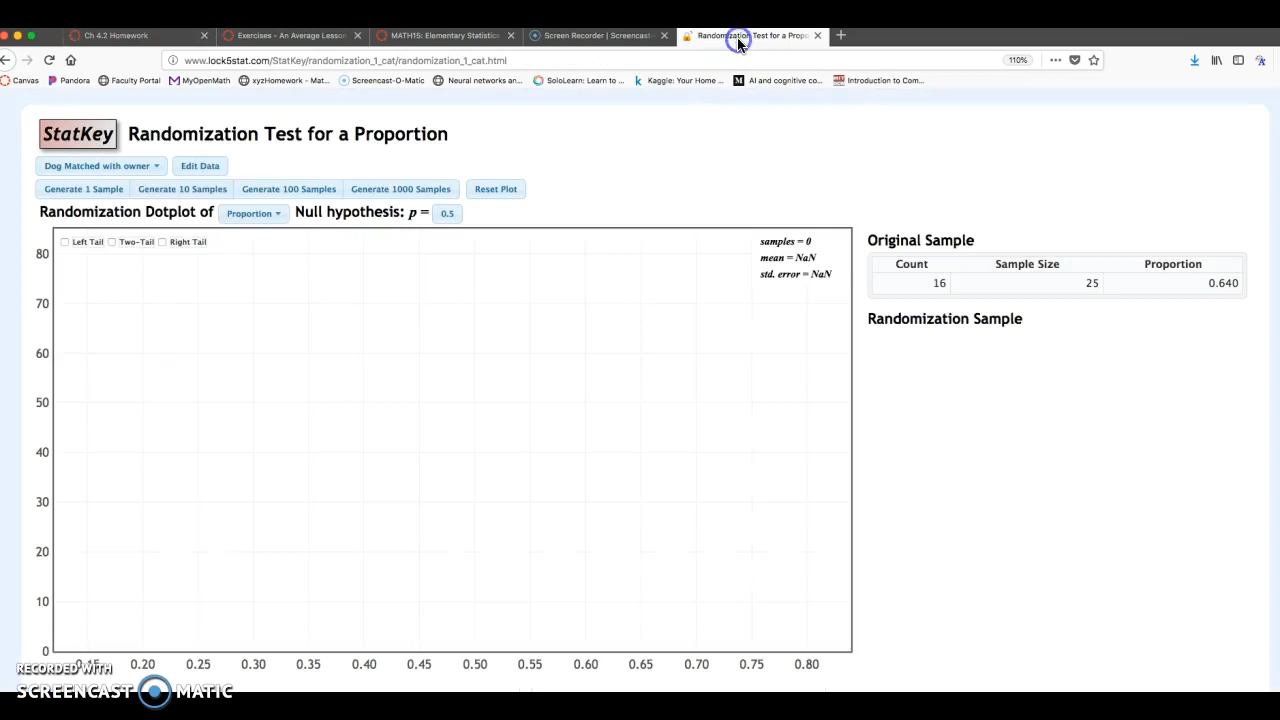 Ch 4.2 Homework Exercises - An Average Lesson MATH15: Elementary Statistics Screen Recorder | Screencast- Randomization Test for a Propo
www.lock5stat.com/StatKey/randomization_1_cat/randomization_1_cat.html 110%
Canvas Pandora Faculty Portal MyOpenMath xyzHomework - Mat... Screencast-O-Matic Neural networks an... SoloLearn: Learn to ... Kaggle: Your Home ... AI and cognitive co... Introduction to Com...
StatKey Randomization Test for a Proportion
Dog Matched with owner Edit Data
Generate 1 Sample Generate 10 Samples Generate 100 Samples Generate 1000 Samples Reset Plot
Randomization Dotplot of Proportion Null hypothesis: p = 0.5
Left Tail Two-Tail Right Tail
samples = 0
mean = NaN
std. error = NaN
80
70
60
50
40
30
20
10
0
0.20 0.25 0.30 0.35 0.40 0.45 0.50 0.55 0.60 0.65 0.70 0.75 0.80
Original Sample
Count Sample Size Proportion
16 25 0.640
Randomization Sample
RECORDED WITH
SCREENCAST MATIC